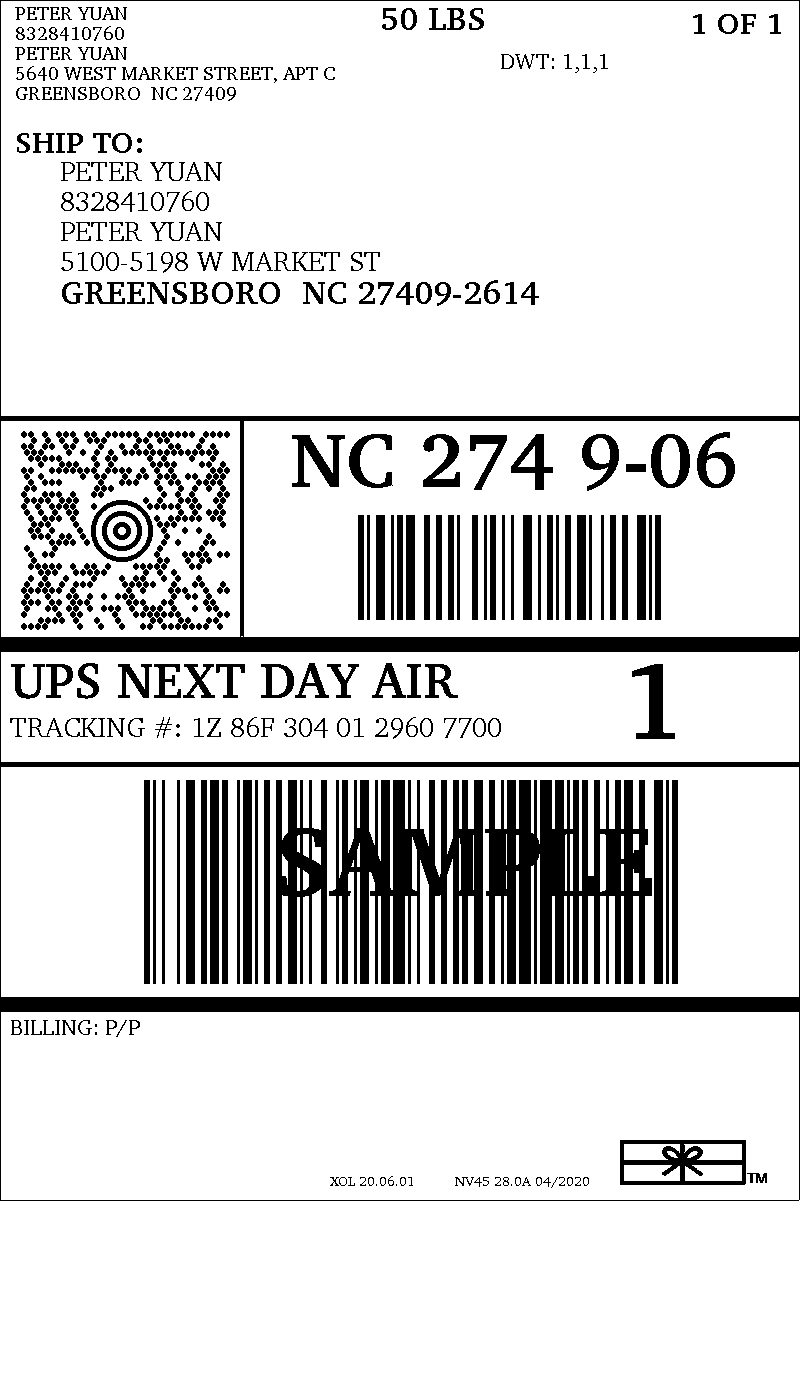 PETER YUAN
8328410760
PETER YUAN
5640 WEST MARKET STREET, APT C
GREENSBORO  NC 27409
50 LBS
1 OF 1
DWT: 1,1,1
SHIP TO:
PETER YUAN
8328410760
PETER YUAN
5100-5198 W MARKET ST
GREENSBORO  NC 27409-2614
NC 274 9-06
UPS NEXT DAY AIR
1
TRACKING #: 1Z 86F 304 01 2960 7700
SAMPLE
BILLING: P/P
XOL 20.06.01
NV45 28.0A 04/2020
TM